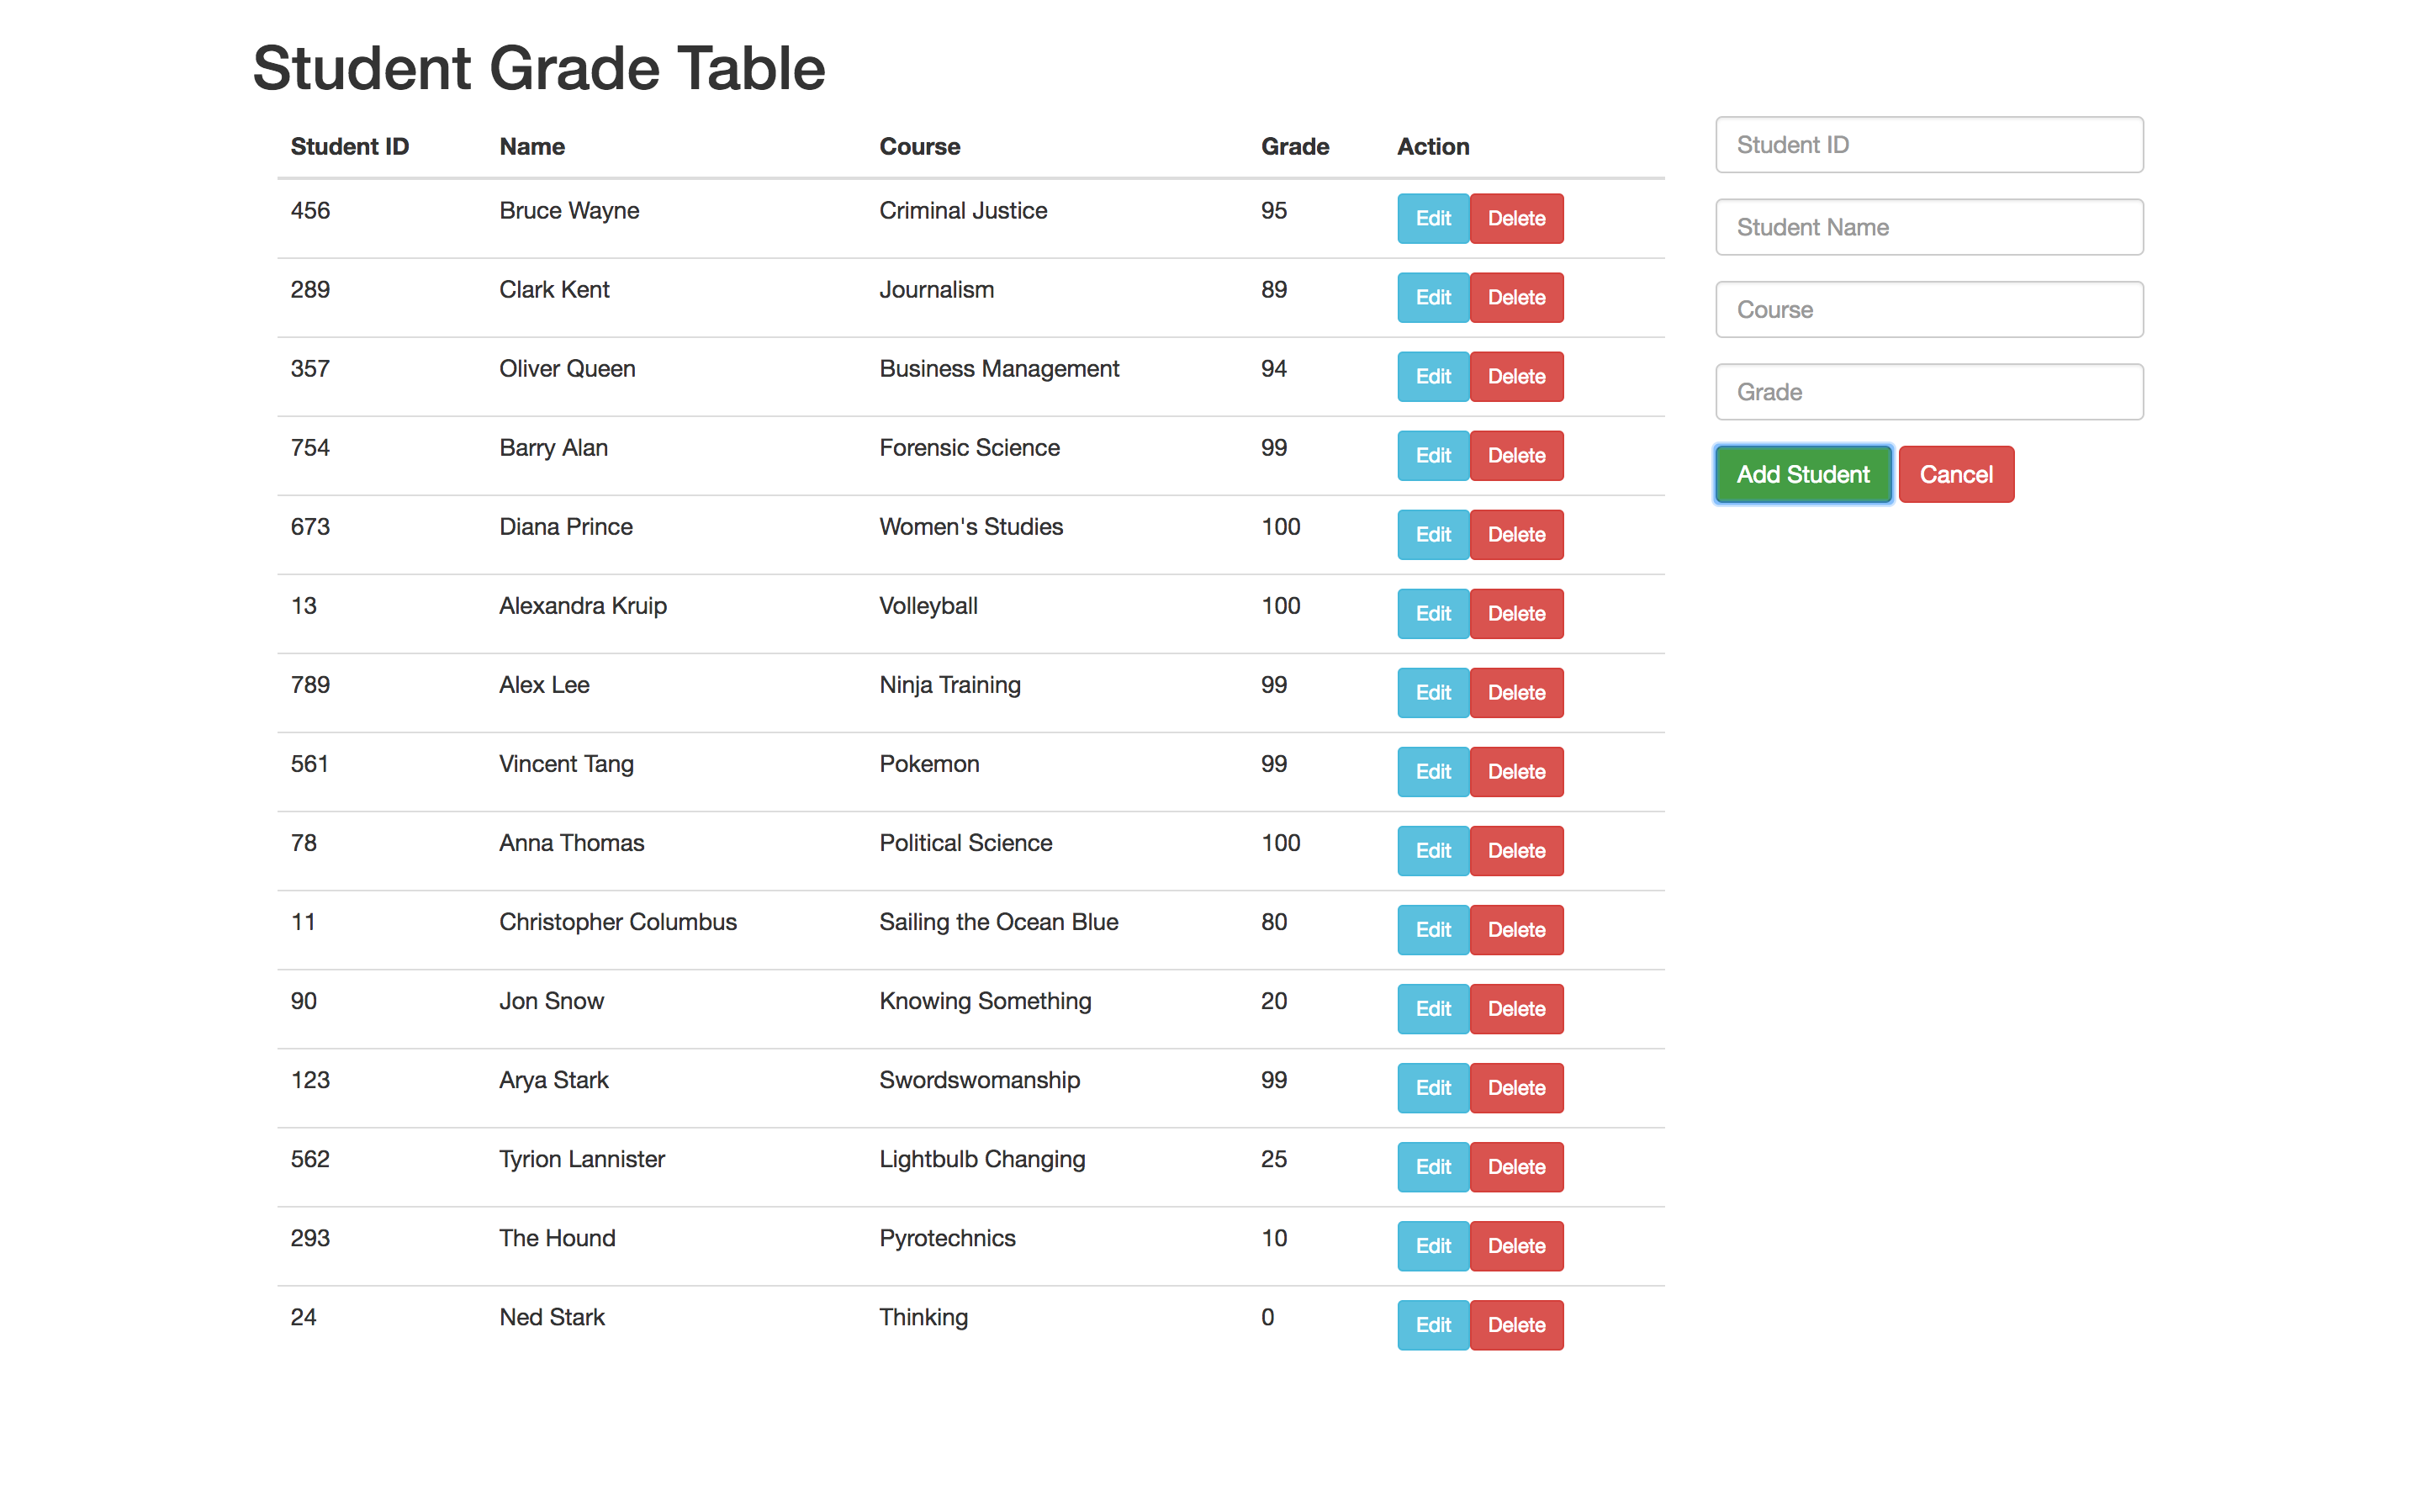 Student Grade Table
Student ID Name Course Grade Action
456 Bruce Wayne Criminal Justice 95 Edit Delete
289 Clark Kent Journalism 89 Edit Delete
357 Oliver Queen Business Management 94 Edit Delete
754 Barry Alan Forensic Science 99 Edit Delete
673 Diana Prince Women's Studies 100 Edit Delete
13 Alexandra Kruip Volleyball 100 Edit Delete
789 Alex Lee Ninja Training 99 Edit Delete
561 Vincent Tang Pokemon 99 Edit Delete
78 Anna Thomas Political Science 100 Edit Delete
11 Christopher Columbus Sailing the Ocean Blue 80 Edit Delete
90 Jon Snow Knowing Something 20 Edit Delete
123 Arya Stark Swordswomanship 99 Edit Delete
562 Tyrion Lannister Lightbulb Changing 25 Edit Delete
293 The Hound Pyrotechnics 10 Edit Delete
24 Ned Stark Thinking 0 Edit Delete
Student ID
Student Name
Course
Grade
Add Student Cancel